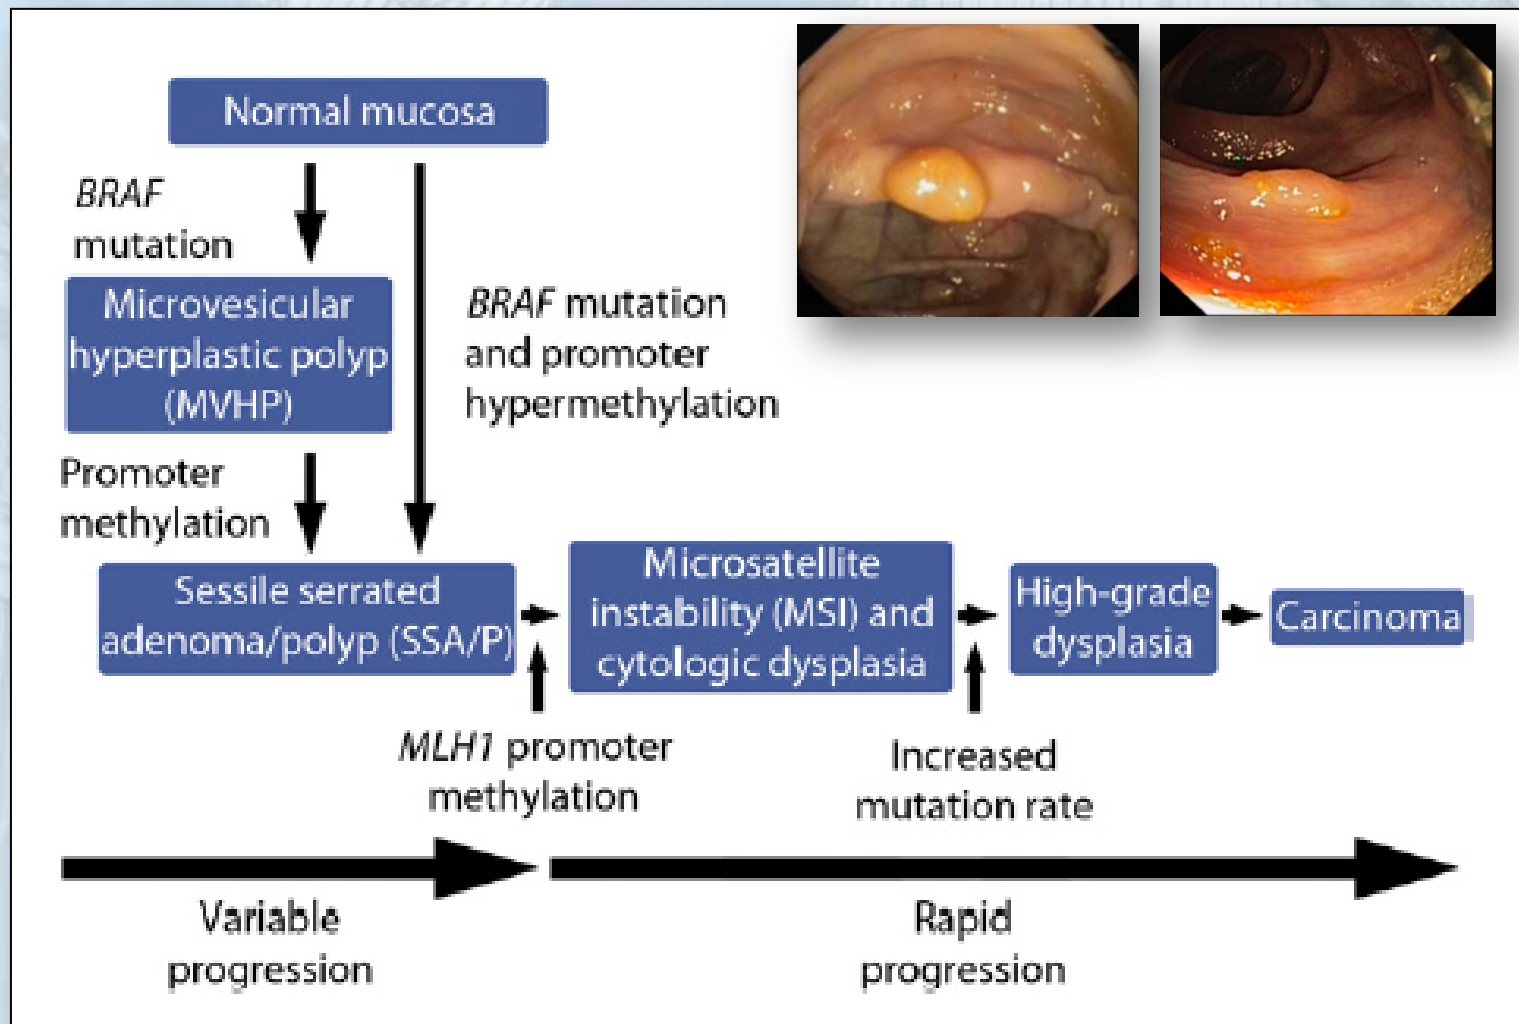 Normal mucosa
BRAF
mutation
Microvesicular
hyperplastic polyp
(MVHP)
BRAF mutation
and promoter
hypermethylation
Promoter
methylation
Sessile serrated
adenoma/polyp (SSA/P)
Microsatellite
instability (MSI) and
cytologic dysplasia
High-grade
dysplasia
Carcinoma
MLH1 promoter
methylation
Increased
mutation rate
Variable
progression
Rapid
progression